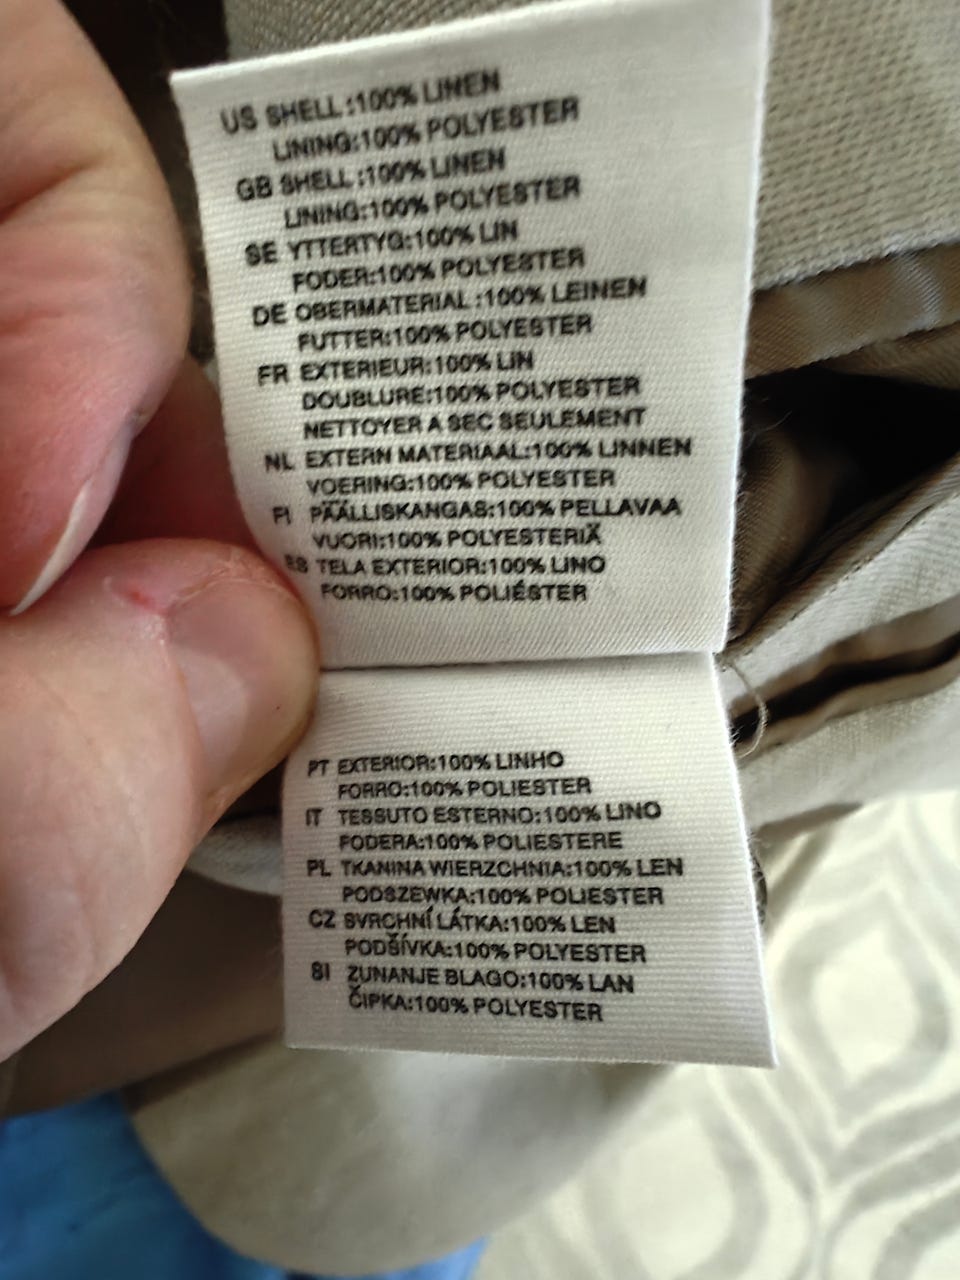 US SHELL:100% LINEN
LINING:100% POLYESTER
GB SHELL:100% LINEN
LINING:100% POLYESTER
SE YTTERTYG:100% LIN
FODER:100% POLYESTER
DE OBERMATERIAL:100% LEINEN
FUTTER:100% POLYESTER
FR EXTERIEUR:100% LIN
DOUBLURE:100% POLYESTER
NETTOYER A SEC SEULEMENT
NL EXTERN MATERIAAL:100% LINNEN
VOERING:100% POLYESTER
FI PÄÄLLISKANGAS:100% PELLAVAA
VUORI:100% POLYESTERIÄ
ES TELA EXTERIOR:100% LINO
FORRO:100% POLIÉSTER
PT EXTERIOR:100% LINHO
FORRO:100% POLIESTER
IT TESSUTO ESTERNO:100% LINO
FODERA:100% POLIESTERE
PL TKANINA WIERZCHNIA:100% LEN
PODSZEWKA:100% POLIESTER
CZ SVRCHNÍ LÁTKA:100% LEN
PODŠÍVKA:100% POLYESTER
SI ZUNANJE BLAGO:100% LAN
ČIPKA:100% POLYESTER